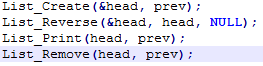 List_Create(&head, prev);
List_Reverse(&head, head, NULL);
List_Print(head, prev);
List_Remove(head, prev);